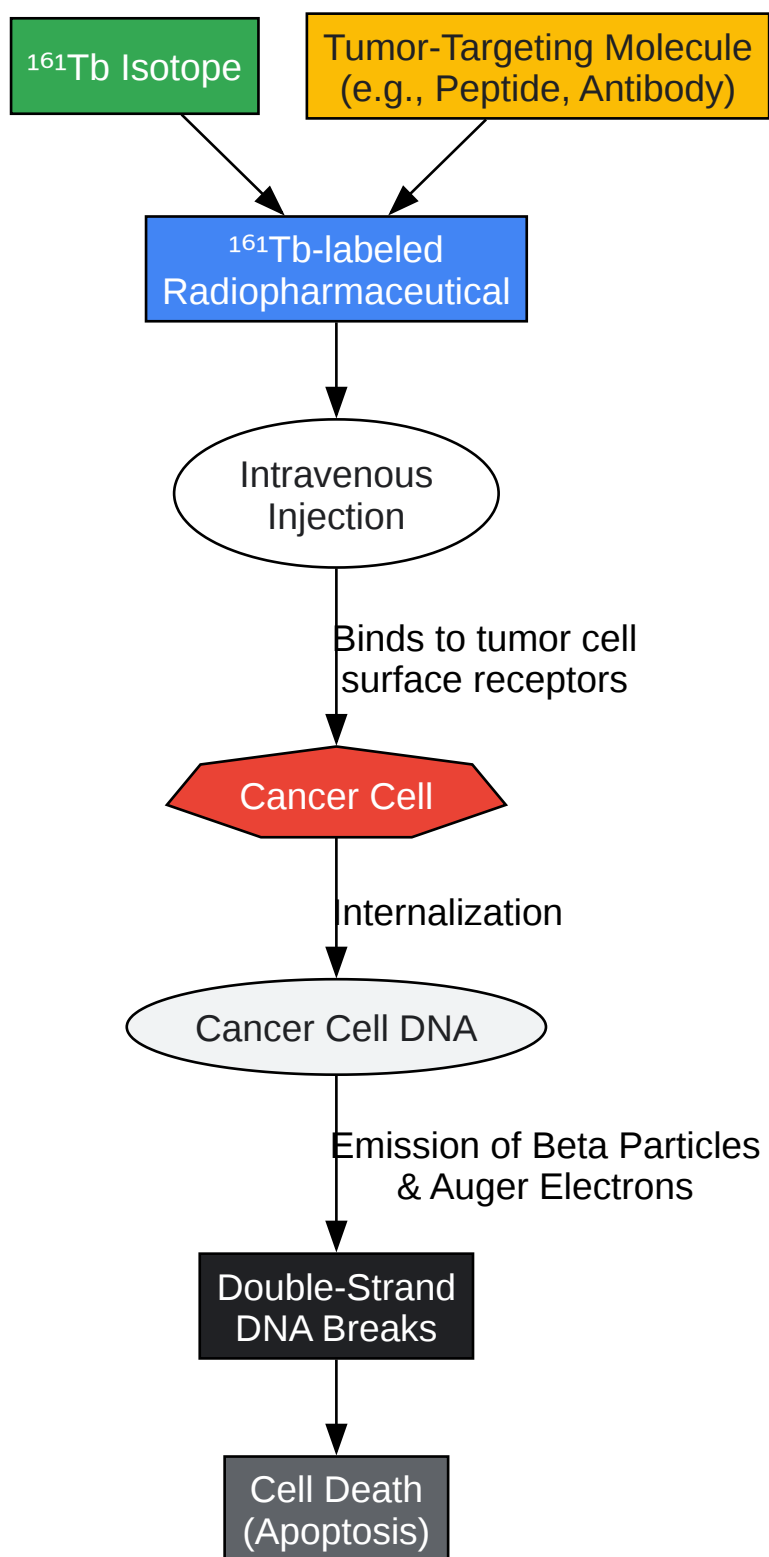 ¹⁶¹Tb Isotope
Tumor-Targeting Molecule
(e.g., Peptide, Antibody)
¹⁶¹Tb-labeled
Radiopharmaceutical
Intravenous
Injection
Binds to tumor cell
surface receptors
Cancer Cell
Internalization
Cancer Cell DNA
Emission of Beta Particles
& Auger Electrons
Double-Strand
DNA Breaks
Cell Death
(Apoptosis)